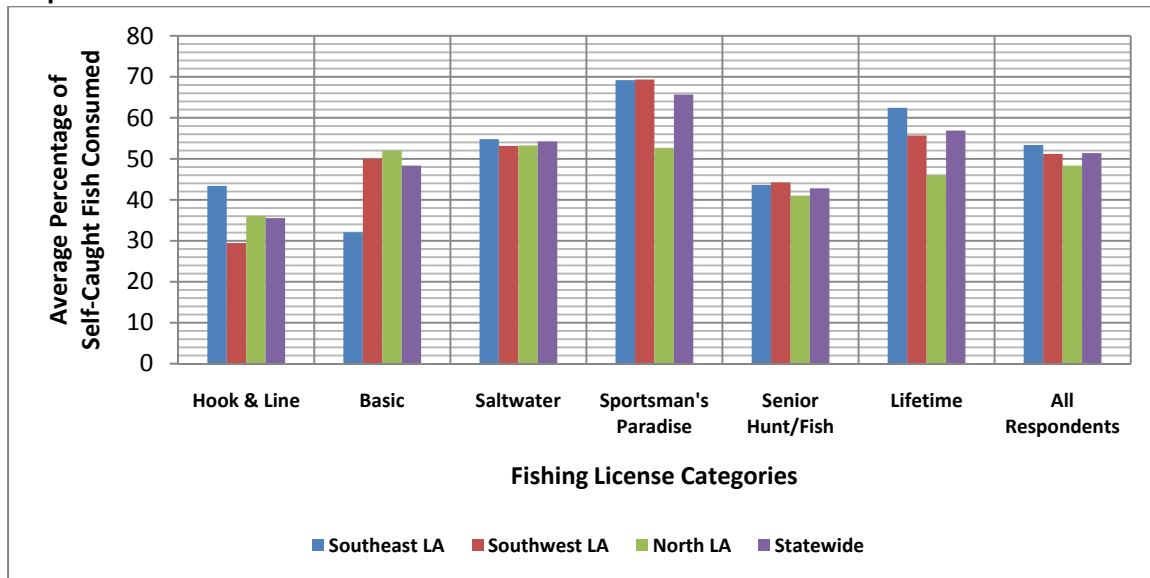 80
70
60
50
40
30
20
10
0
Average Percentage of
Self-Caught Fish Consumed
Hook & Line Basic Saltwater Sportsman's Paradise Senior Hunt/Fish Lifetime All Respondents
Fishing License Categories
Southeast LA Southwest LA North LA Statewide